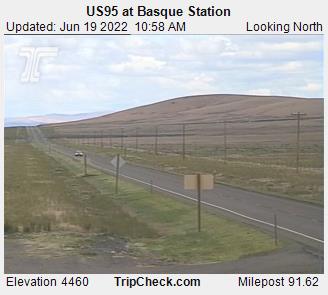 US95 at Basque Station
Updated: Jun 19 2022 10:58 AM Looking North
Elevation 4460 TripCheck.com Milepost 91.62